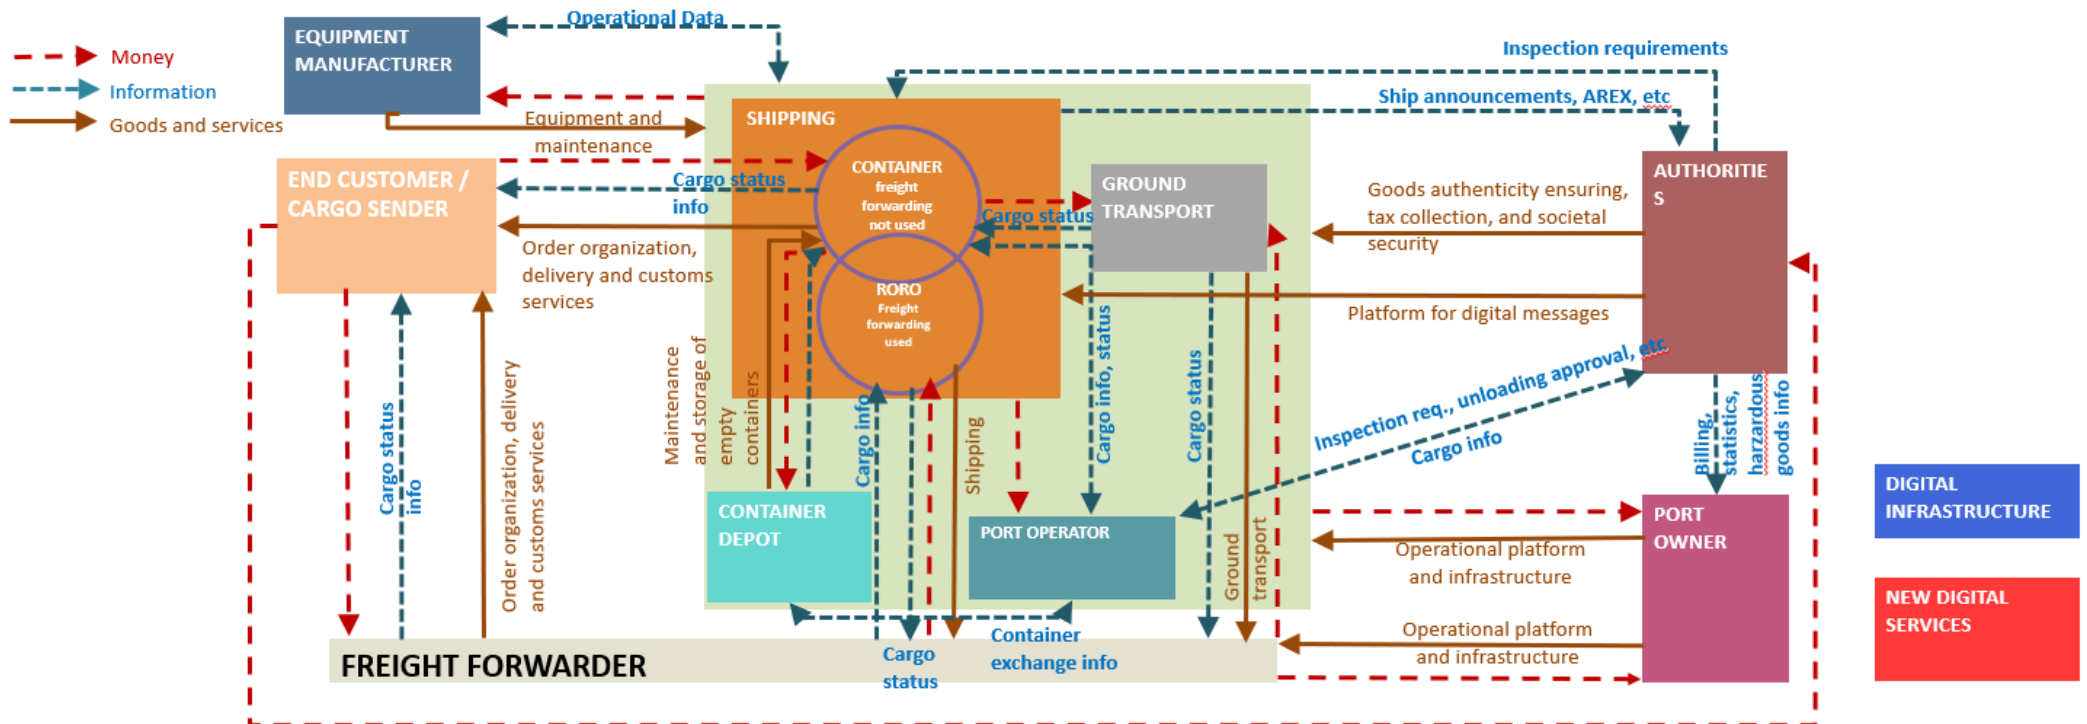 Operational Data
EQUIPMENT
MANUFACTURER
Money
Information
Goods and services
Inspection requirements
Ship announcements, AREX, etc
Equipment and
maintenance
SHIPPING
CONTAINER
freight
forwarding
not used
RORO
Freight
forwarding
used
END CUSTOMER /
CARGO SENDER
Cargo status
info
Order organization,
delivery and customs
services
GROUND
TRANSPORT
Cargo status
AUTHORITIE
S
Goods authenticity ensuring,
tax collection, and societal
security
Platform for digital messages
Maintenance
and storage of
empty
containers
Cargo info
Shipping
Cargo info, status
Cargo status
Ground
transport
Inspection req., unloading approval, etc
Cargo info
Billing,
statistics,
harzardous
goods info
Cargo status
info
Order organization, delivery
and customs services
CONTAINER
DEPOT
PORT OPERATOR
PORT
OWNER
Operational platform
and infrastructure
Operational platform
and infrastructure
DIGITAL
INFRASTRUCTURE
NEW DIGITAL
SERVICES
FREIGHT FORWARDER
Cargo
status
Container
exchange info